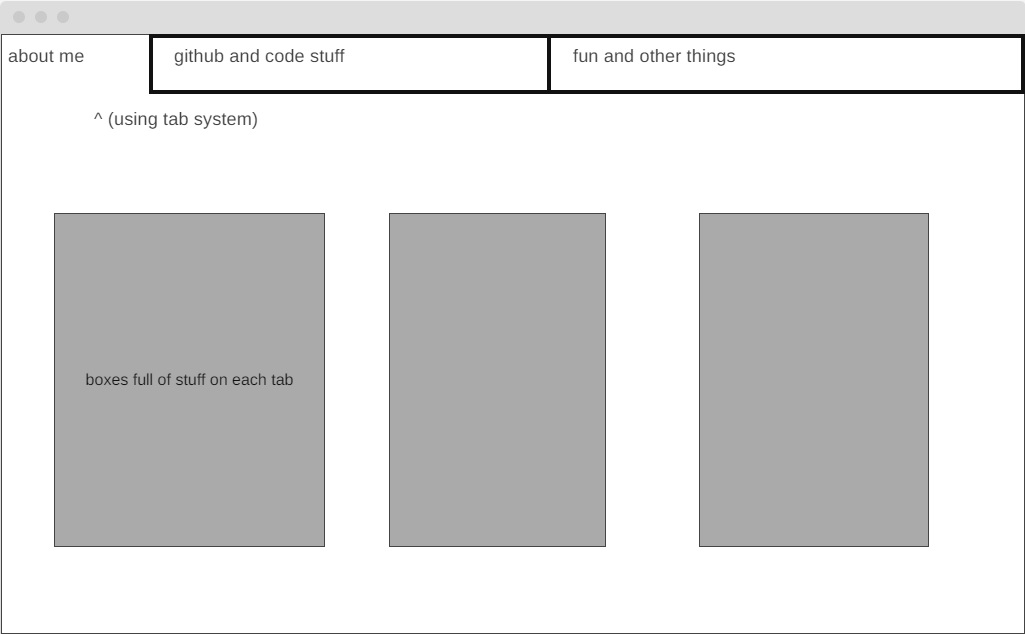 about me
github and code stuff
fun and other things
^ (using tab system)
boxes full of stuff on each tab